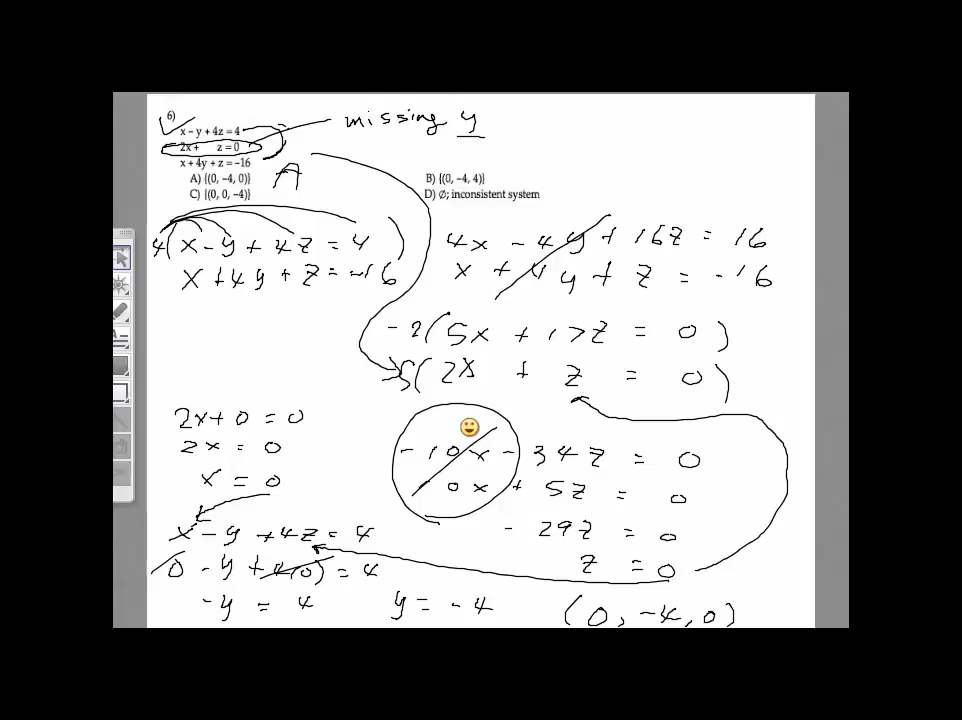 6)
x − y + 4z = 4
2x + z = 0
x + 4y + z = −16
A) {(0, −4, 0)}
B) {(0, −4, 4)}
C) {(0, 0, −4)}
D) ∅; inconsistent system
missing y
A
4(x − y + 4z = 4)
x + 4y + z = −16
4x − 4y + 16z = 16
x + 4y + z = −16
−2(5x + 17z = 0)
5(2x + z = 0)
−10x − 34z = 0
10x + 5z = 0
− 29z = 0
z = 0
2x + 0 = 0
2x = 0
x = 0
x − y + 4z = 4
0 − y + 4(0) = 4
−y = 4
y = −4
(0, −4, 0)